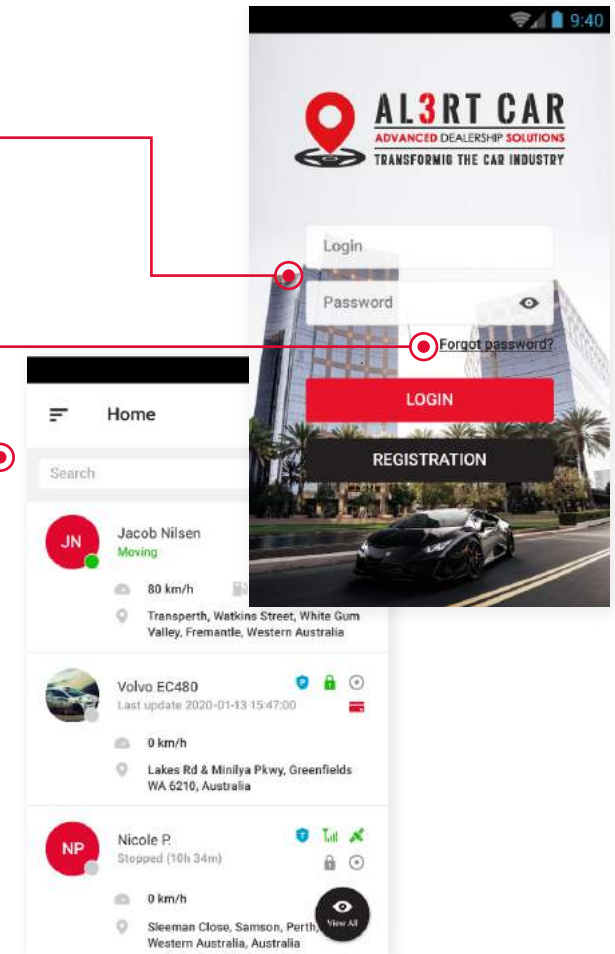 9:40
AL3RT CAR
ADVANCED DEALERSHIP SOLUTIONS
TRANSFORMIG THE CAR INDUSTRY
Login
Password
Forgot password?
LOGIN
REGISTRATION
Home
Search
JN
Jacob Nilsen
Moving
80 km/h
Transperth, Watkins Street, White Gum
Valley, Fremantle, Western Australia
Volvo EC480
Last update 2020-01-13 15:47:00
0 km/h
Lakes Rd & Minilya Pkwy, Greenfields
WA 6210, Australia
NP
Nicole P.
Stopped (10h 34m)
0 km/h
Sleeman Close, Samson, Perth,
Western Australia, Australia
View All